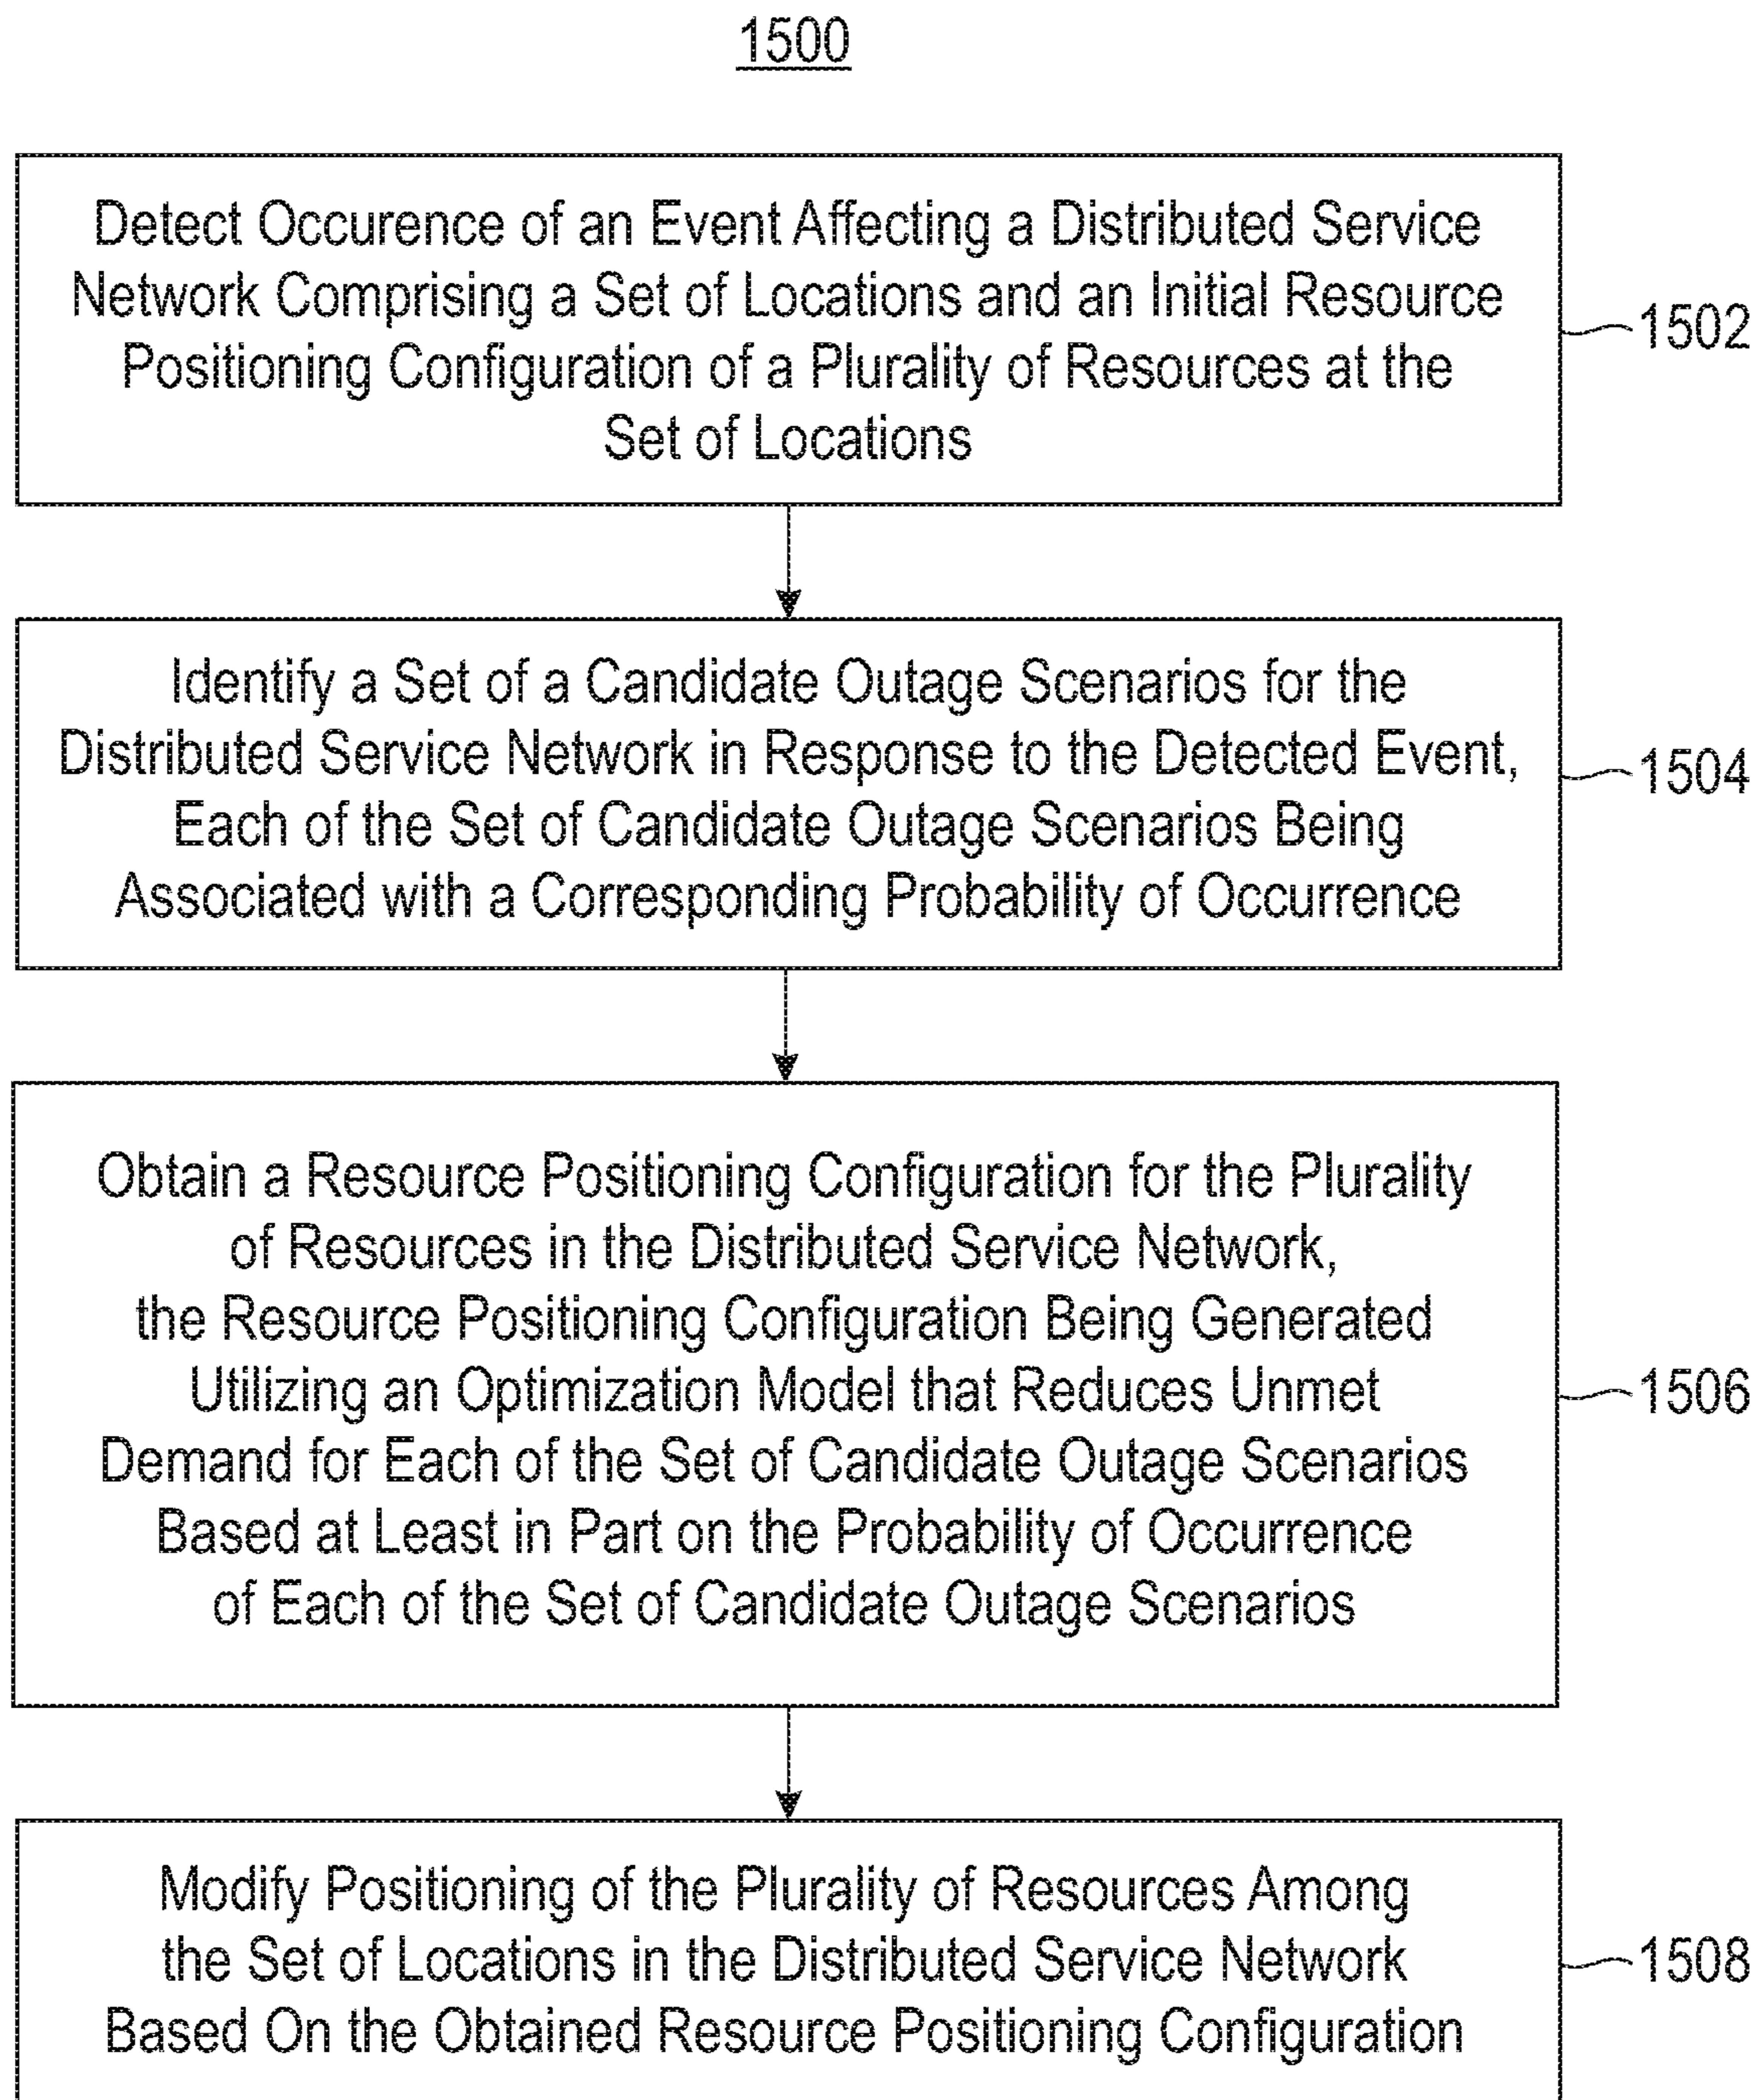 1500
Detect Occurence of an Event Affecting a Distributed Service
Network Comprising a Set of Locations and an Initial Resource
Positioning Configuration of a Plurality of Resources at the
Set of Locations
1502
Identify a Set of a Candidate Outage Scenarios for the
Distributed Service Network in Response to the Detected Event,
Each of the Set of Candidate Outage Scenarios Being
Associated with a Corresponding Probability of Occurrence
1504
Obtain a Resource Positioning Configuration for the Plurality
of Resources in the Distributed Service Network,
the Resource Positioning Configuration Being Generated
Utilizing an Optimization Model that Reduces Unmet
Demand for Each of the Set of Candidate Outage Scenarios
Based at Least in Part on the Probability of Occurrence
of Each of the Set of Candidate Outage Scenarios
1506
Modify Positioning of the Plurality of Resources Among
the Set of Locations in the Distributed Service Network
Based On the Obtained Resource Positioning Configuration
1508